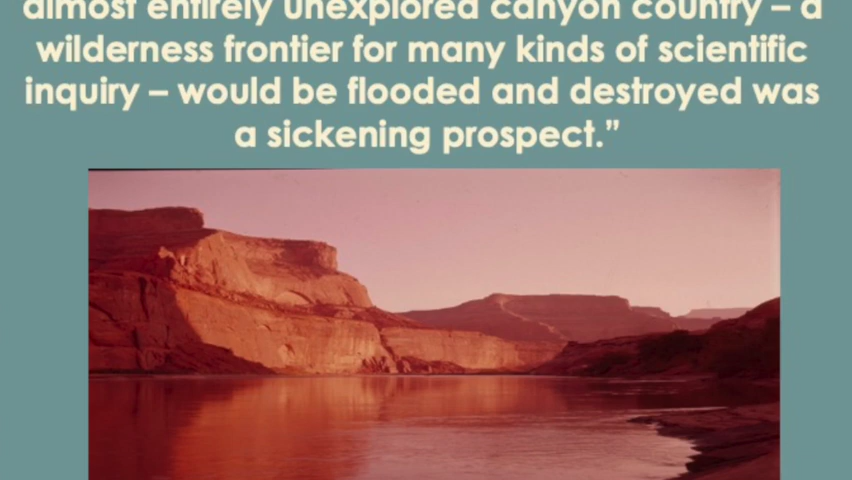 almost entirely unexplored canyon country – a
wilderness frontier for many kinds of scientific
inquiry – would be flooded and destroyed was
a sickening prospect.”